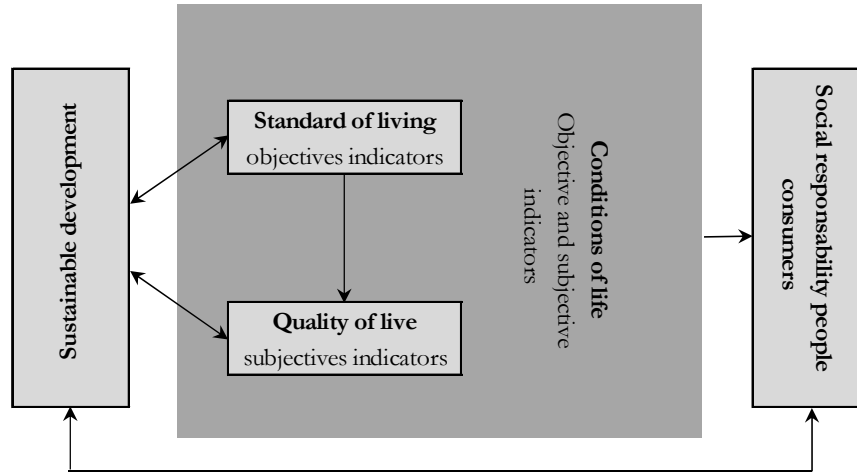 Sustainable development
Standard of living
objectives indicators
Quality of live
subjectives indicators
Conditions of life
Objective and subjective
indicators
Social responsability people
consumers